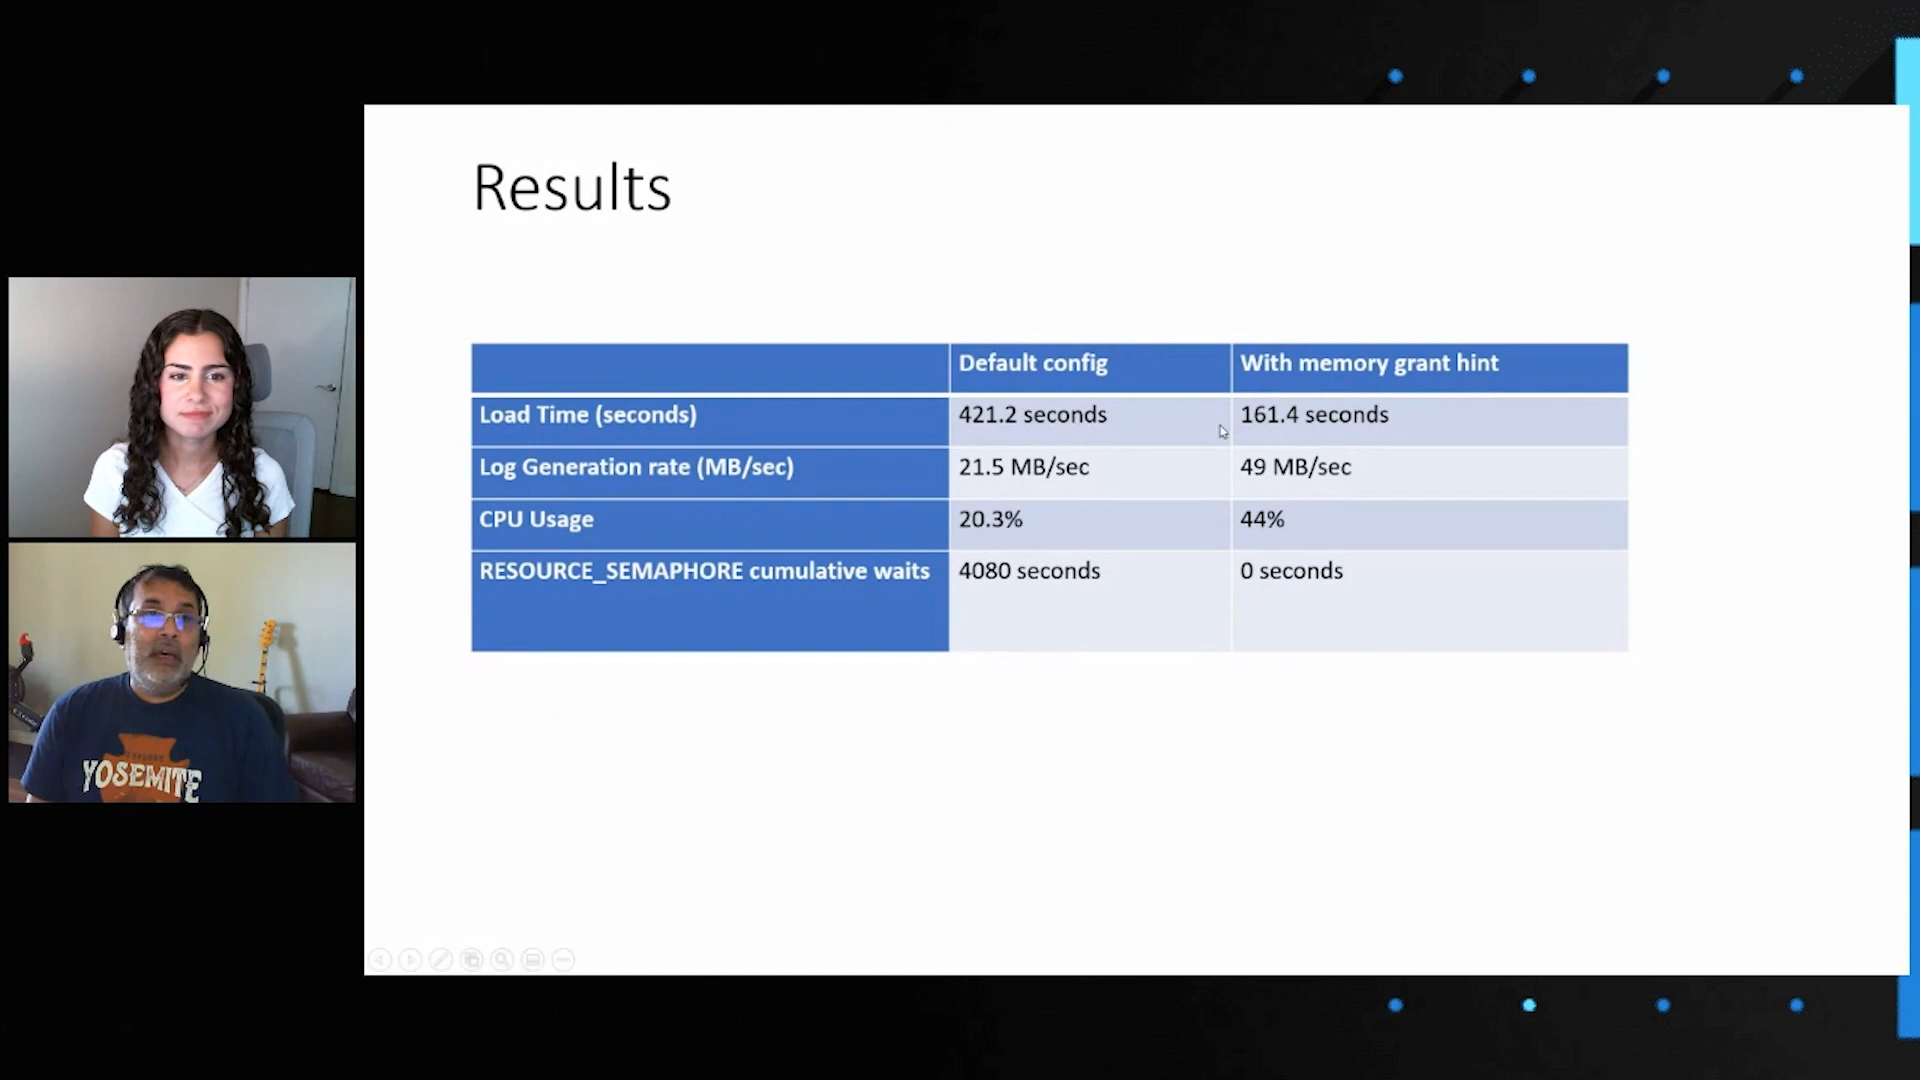 Results
Default config With memory grant hint
Load Time (seconds) 421.2 seconds 161.4 seconds
Log Generation rate (MB/sec) 21.5 MB/sec 49 MB/sec
CPU Usage 20.3% 44%
RESOURCE_SEMAPHORE cumulative waits 4080 seconds 0 seconds
YOSEMITE